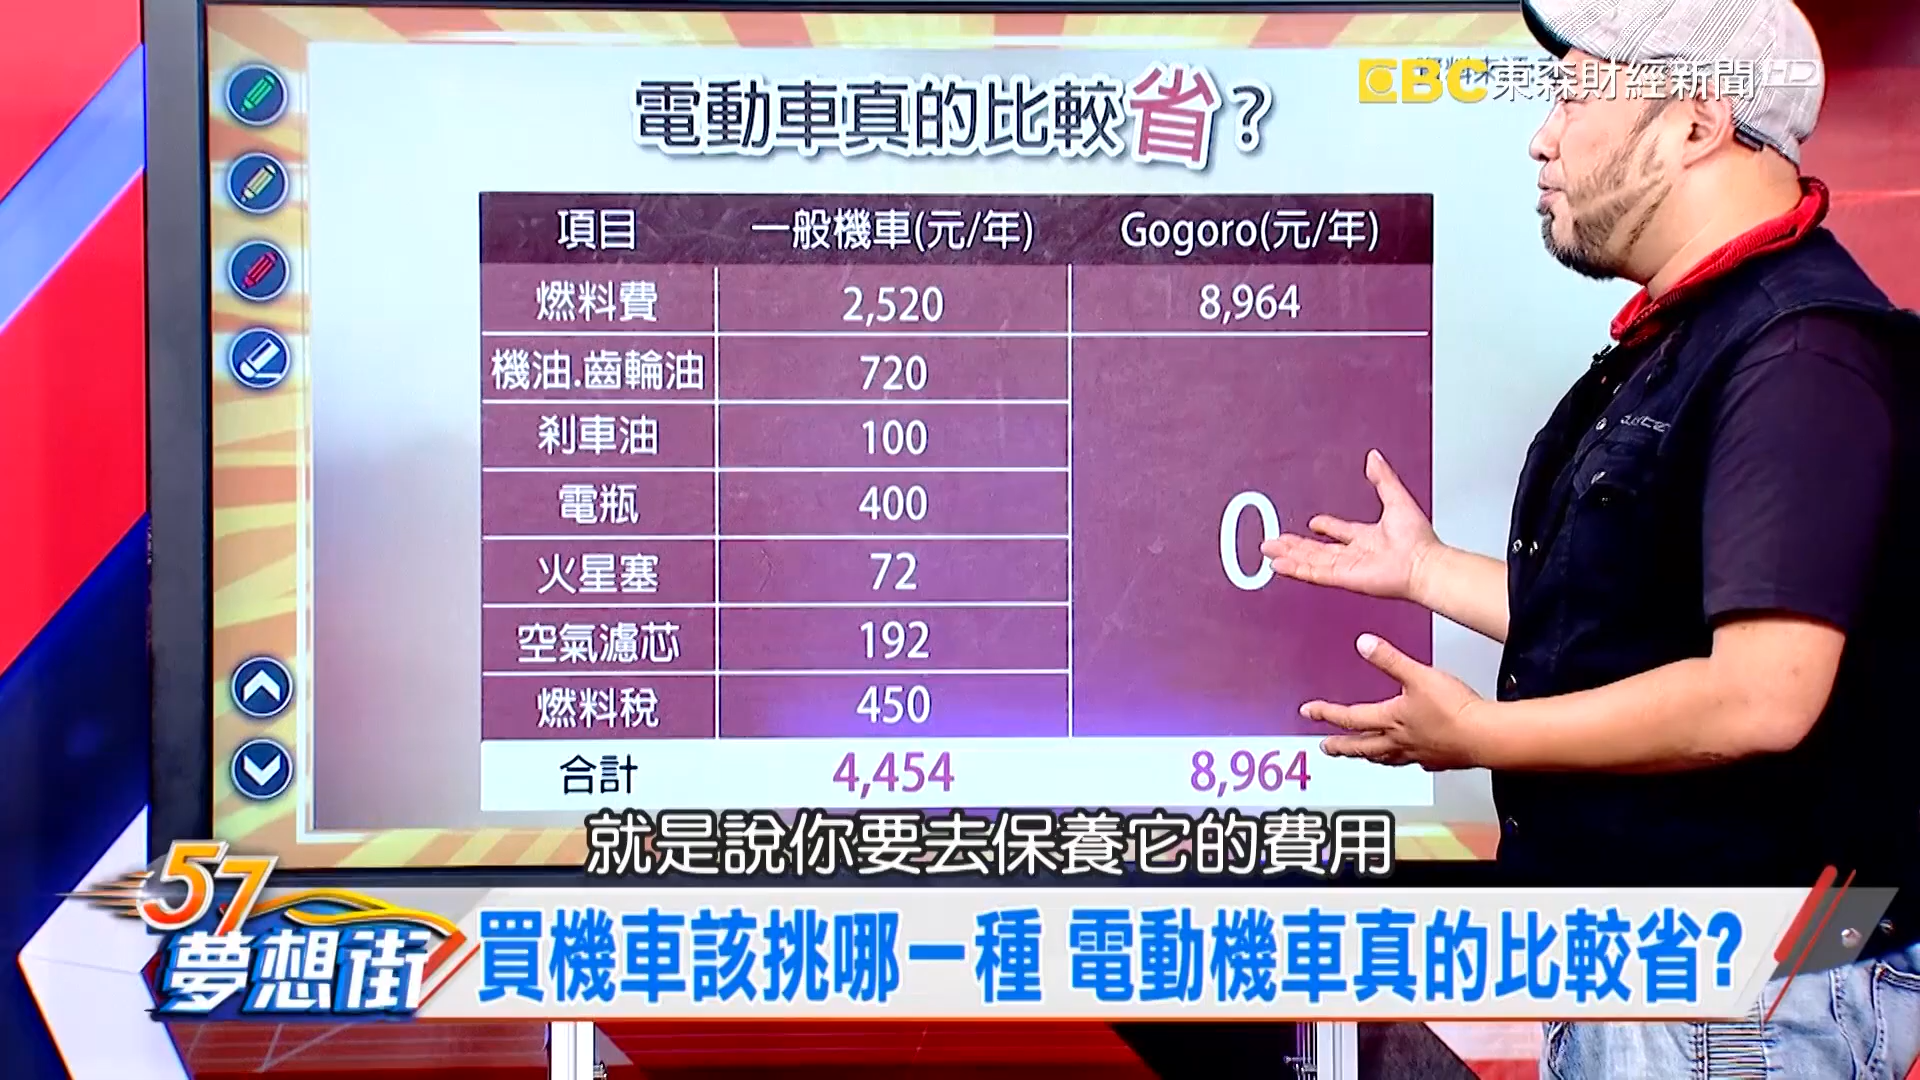 電動車真的比較省?
EBC東森財經新聞HD
項目 一般機車(元/年) Gogoro(元/年)
燃料費 2,520 8,964
機油.齒輪油 720
剎車油 100
電瓶 400
0
火星塞 72
空氣濾芯 192
燃料稅 450
合計 4,454 8,964
就是說你要去保養它的費用
57夢想街
買機車該挑哪一種 電動機車真的比較省?